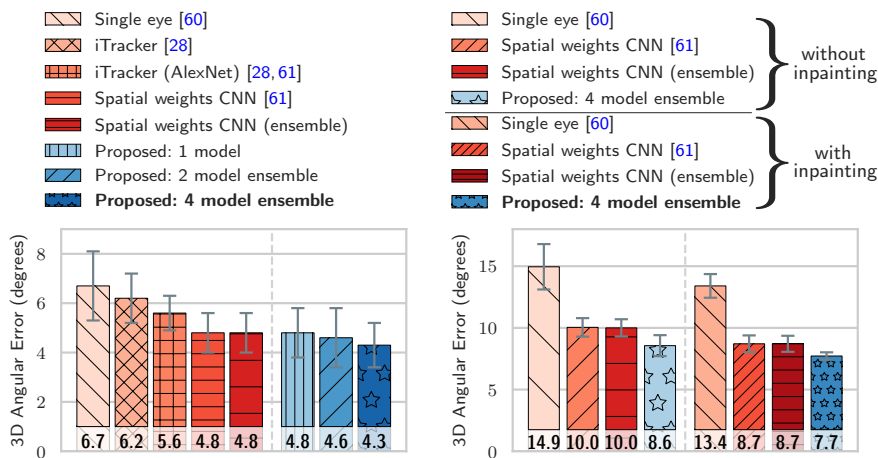 Single eye [60]
iTracker [28]
iTracker (AlexNet) [28, 61]
Spatial weights CNN [61]
Spatial weights CNN (ensemble)
Proposed: 1 model
Proposed: 2 model ensemble
Proposed: 4 model ensemble
3D Angular Error (degrees)
8
6
4
2
0
6.7 6.2 5.6 4.8 4.8 4.8 4.6 4.3
Single eye [60]
Spatial weights CNN [61]
Spatial weights CNN (ensemble)
Proposed: 4 model ensemble
without
inpainting
Single eye [60]
Spatial weights CNN [61]
Spatial weights CNN (ensemble)
Proposed: 4 model ensemble
with
inpainting
3D Angular Error (degrees)
15
10
5
0
14.9 10.0 10.0 8.6 13.4 8.7 8.7 7.7